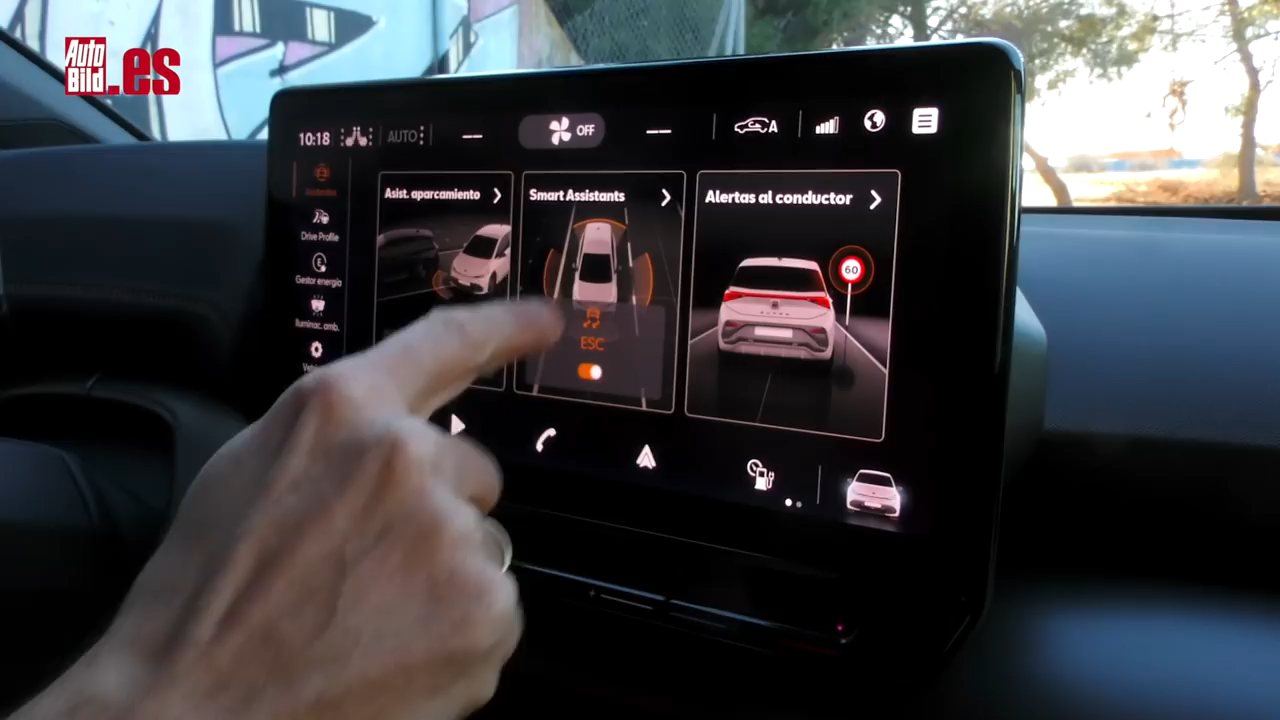 Auto
Bild.es
10:18
AUTO
OFF
A
Asist. aparcamiento
Smart Assistants
Alertas al conductor
Drive Profile
E
Gestor energía
Iluminac. amb.
60
ESC